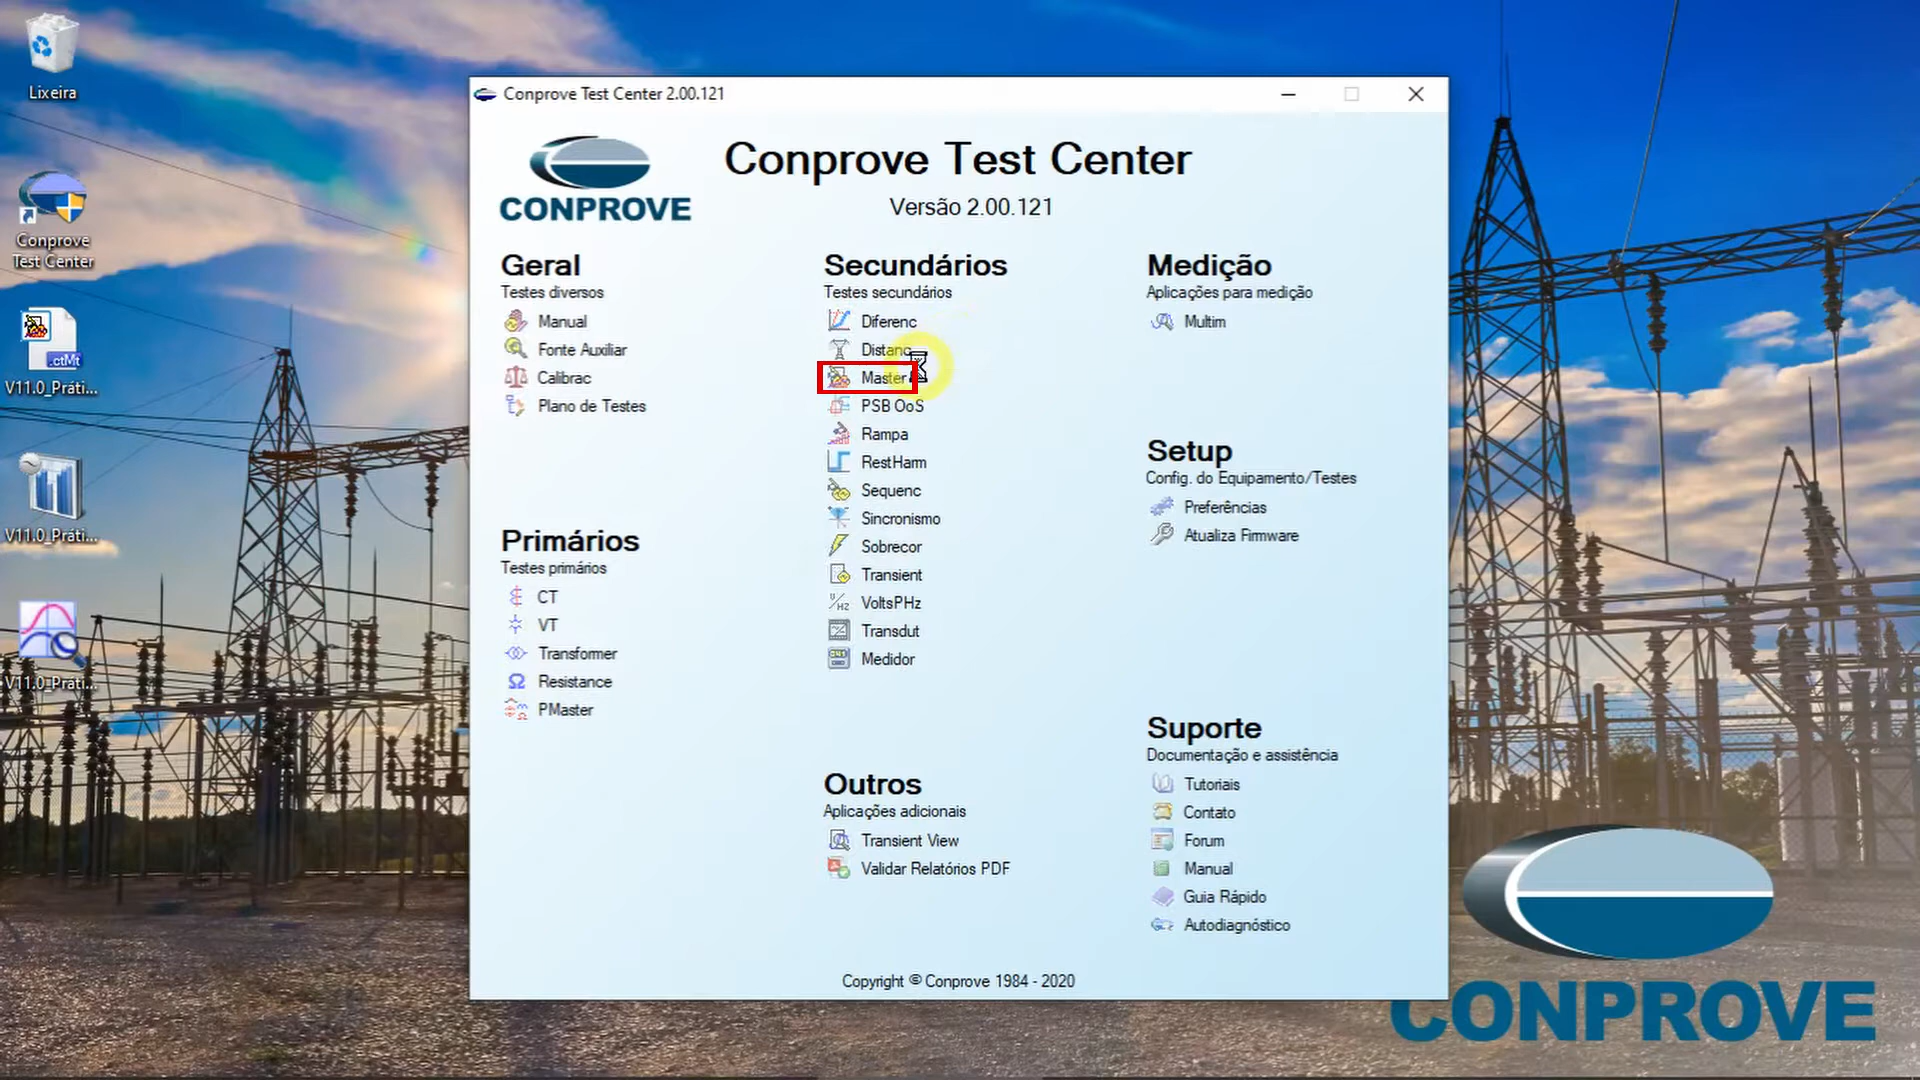 Lixeira
Conprove
Test Center
.ctMt
V11.0_Práti...
V11.0_Práti...
V11.0_Práti...
Conprove Test Center 2.00.121
CONPROVE
Conprove Test Center
Versão 2.00.121
Geral
Testes diversos
Manual
Fonte Auxiliar
Calibrac
Plano de Testes
Primários
Testes primários
CT
VT
Transformer
Resistance
PMaster
Secundários
Testes secundários
Diferenc
Distanc
Master
PSB OoS
Rampa
RestHarm
Sequenc
Sincronismo
Sobrecor
Transient
VoltsPHz
Transdut
Medidor
Outros
Aplicações adicionais
Transient View
Validar Relatórios PDF
Medição
Aplicações para medição
Multim
Setup
Config. do Equipamento/Testes
Preferências
Atualiza Firmware
Suporte
Documentação e assistência
Tutoriais
Contato
Forum
Manual
Guia Rápido
Autodiagnóstico
Copyright © Conprove 1984 - 2020
CONPROVE